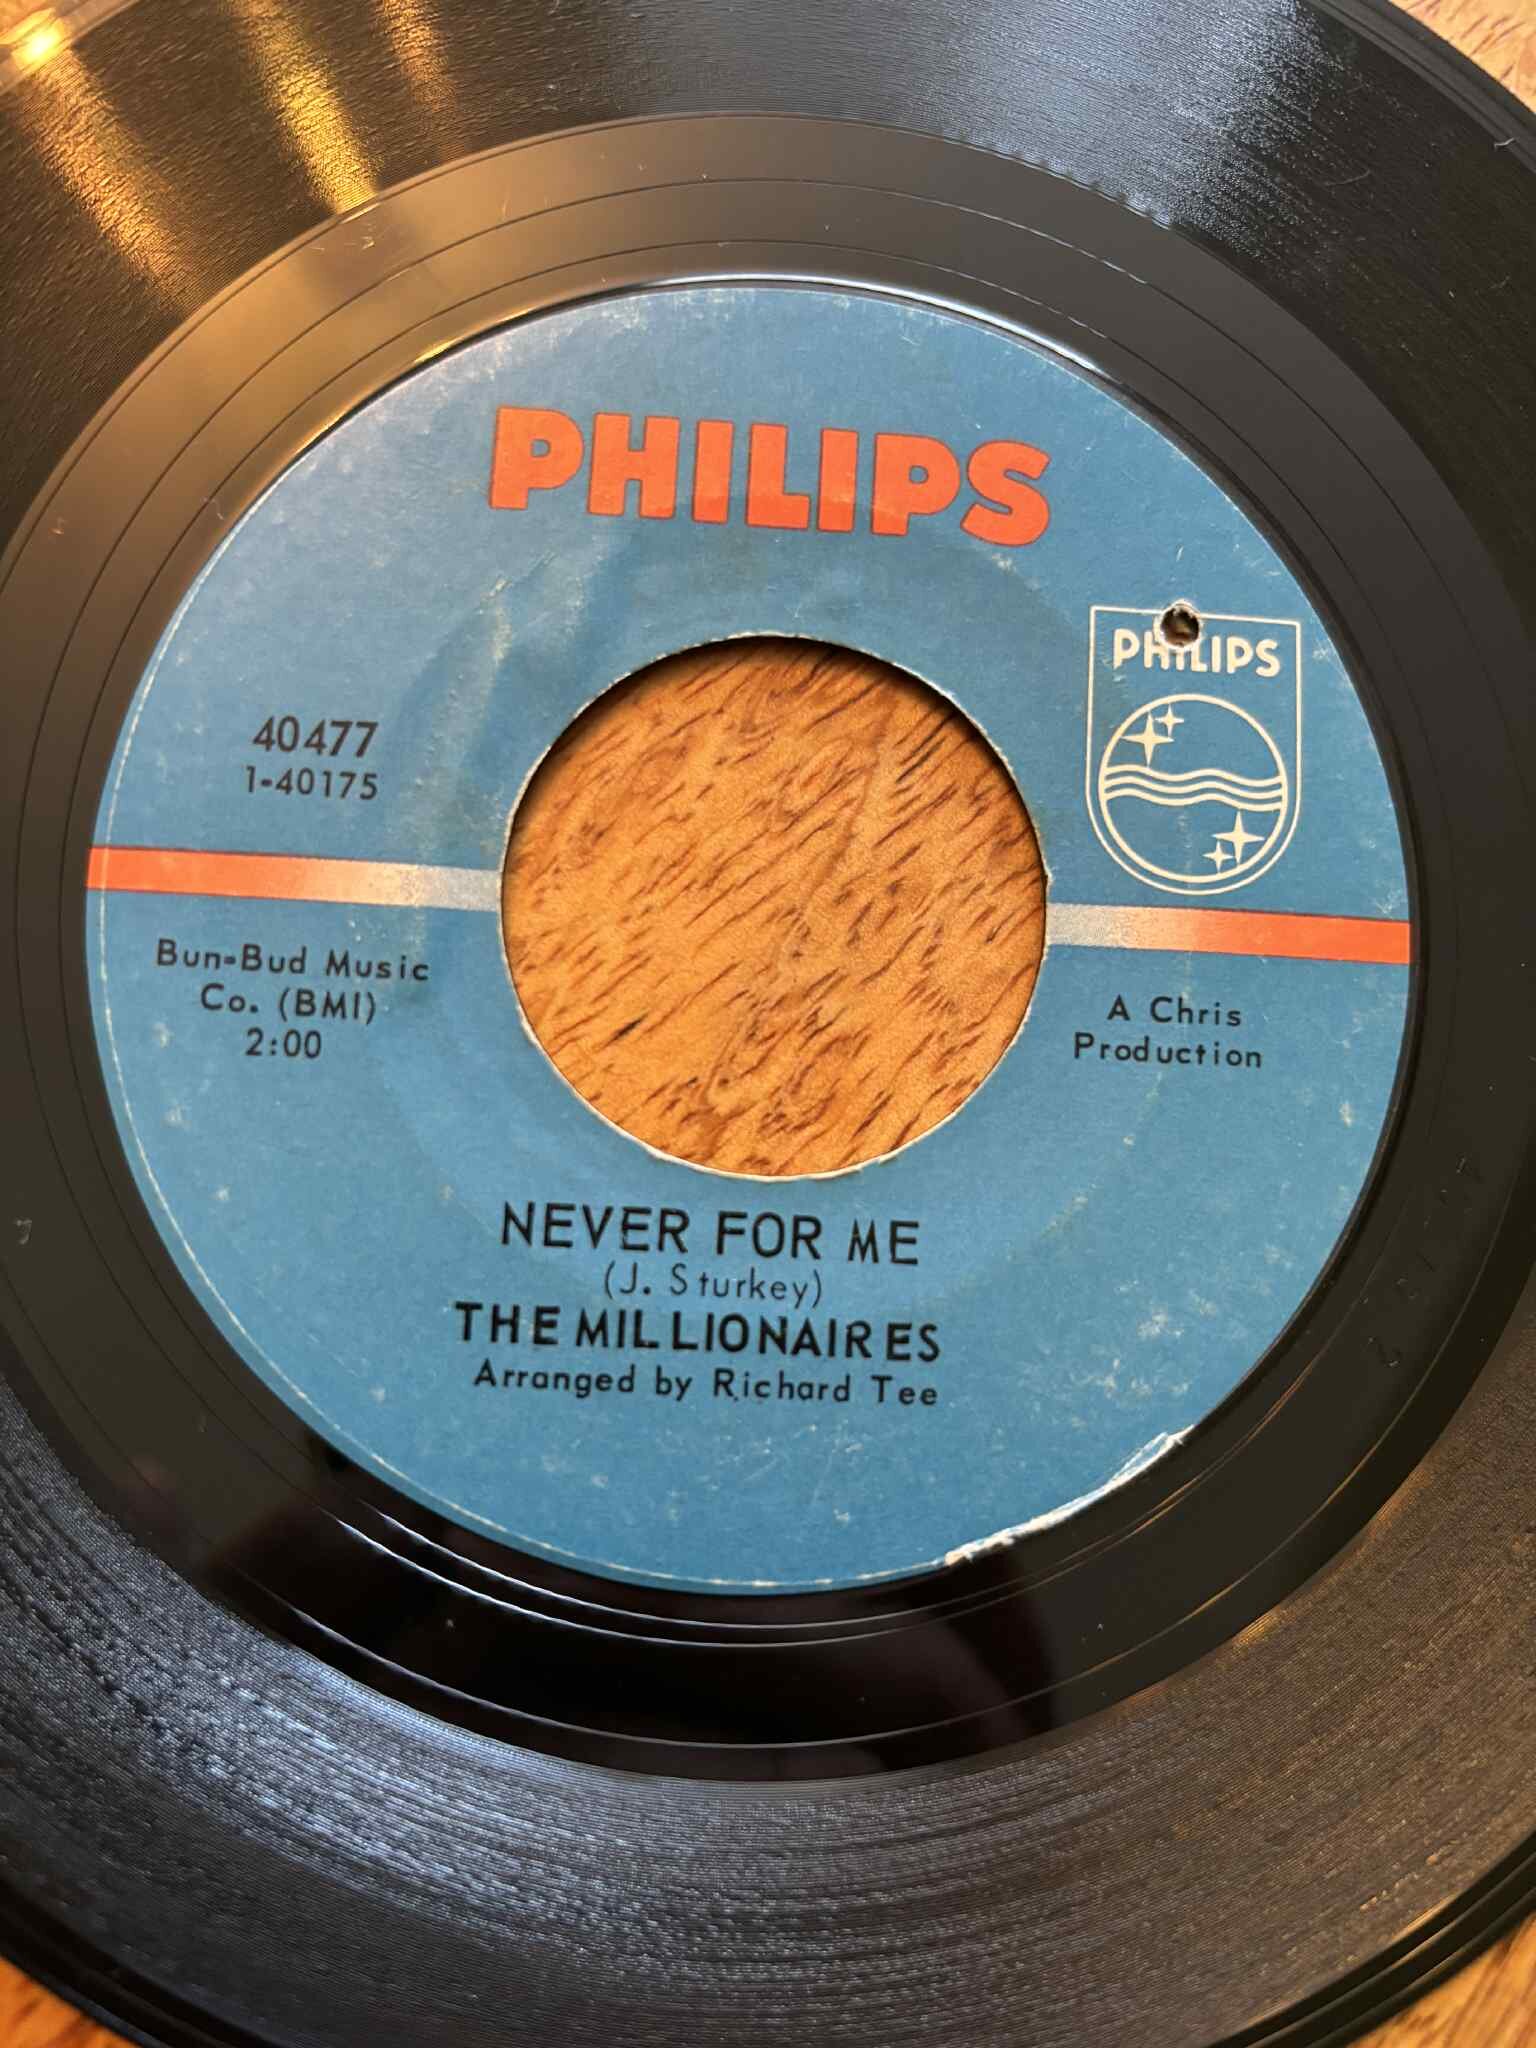 PHILIPS
PHILIPS
40477
1-40175
Bun-Bud Music
Co. (BMI)
2:00
A Chris
Production
NEVER FOR ME
(J. Sturkey)
THE MILLIONAIRES
Arranged by Richard Tee